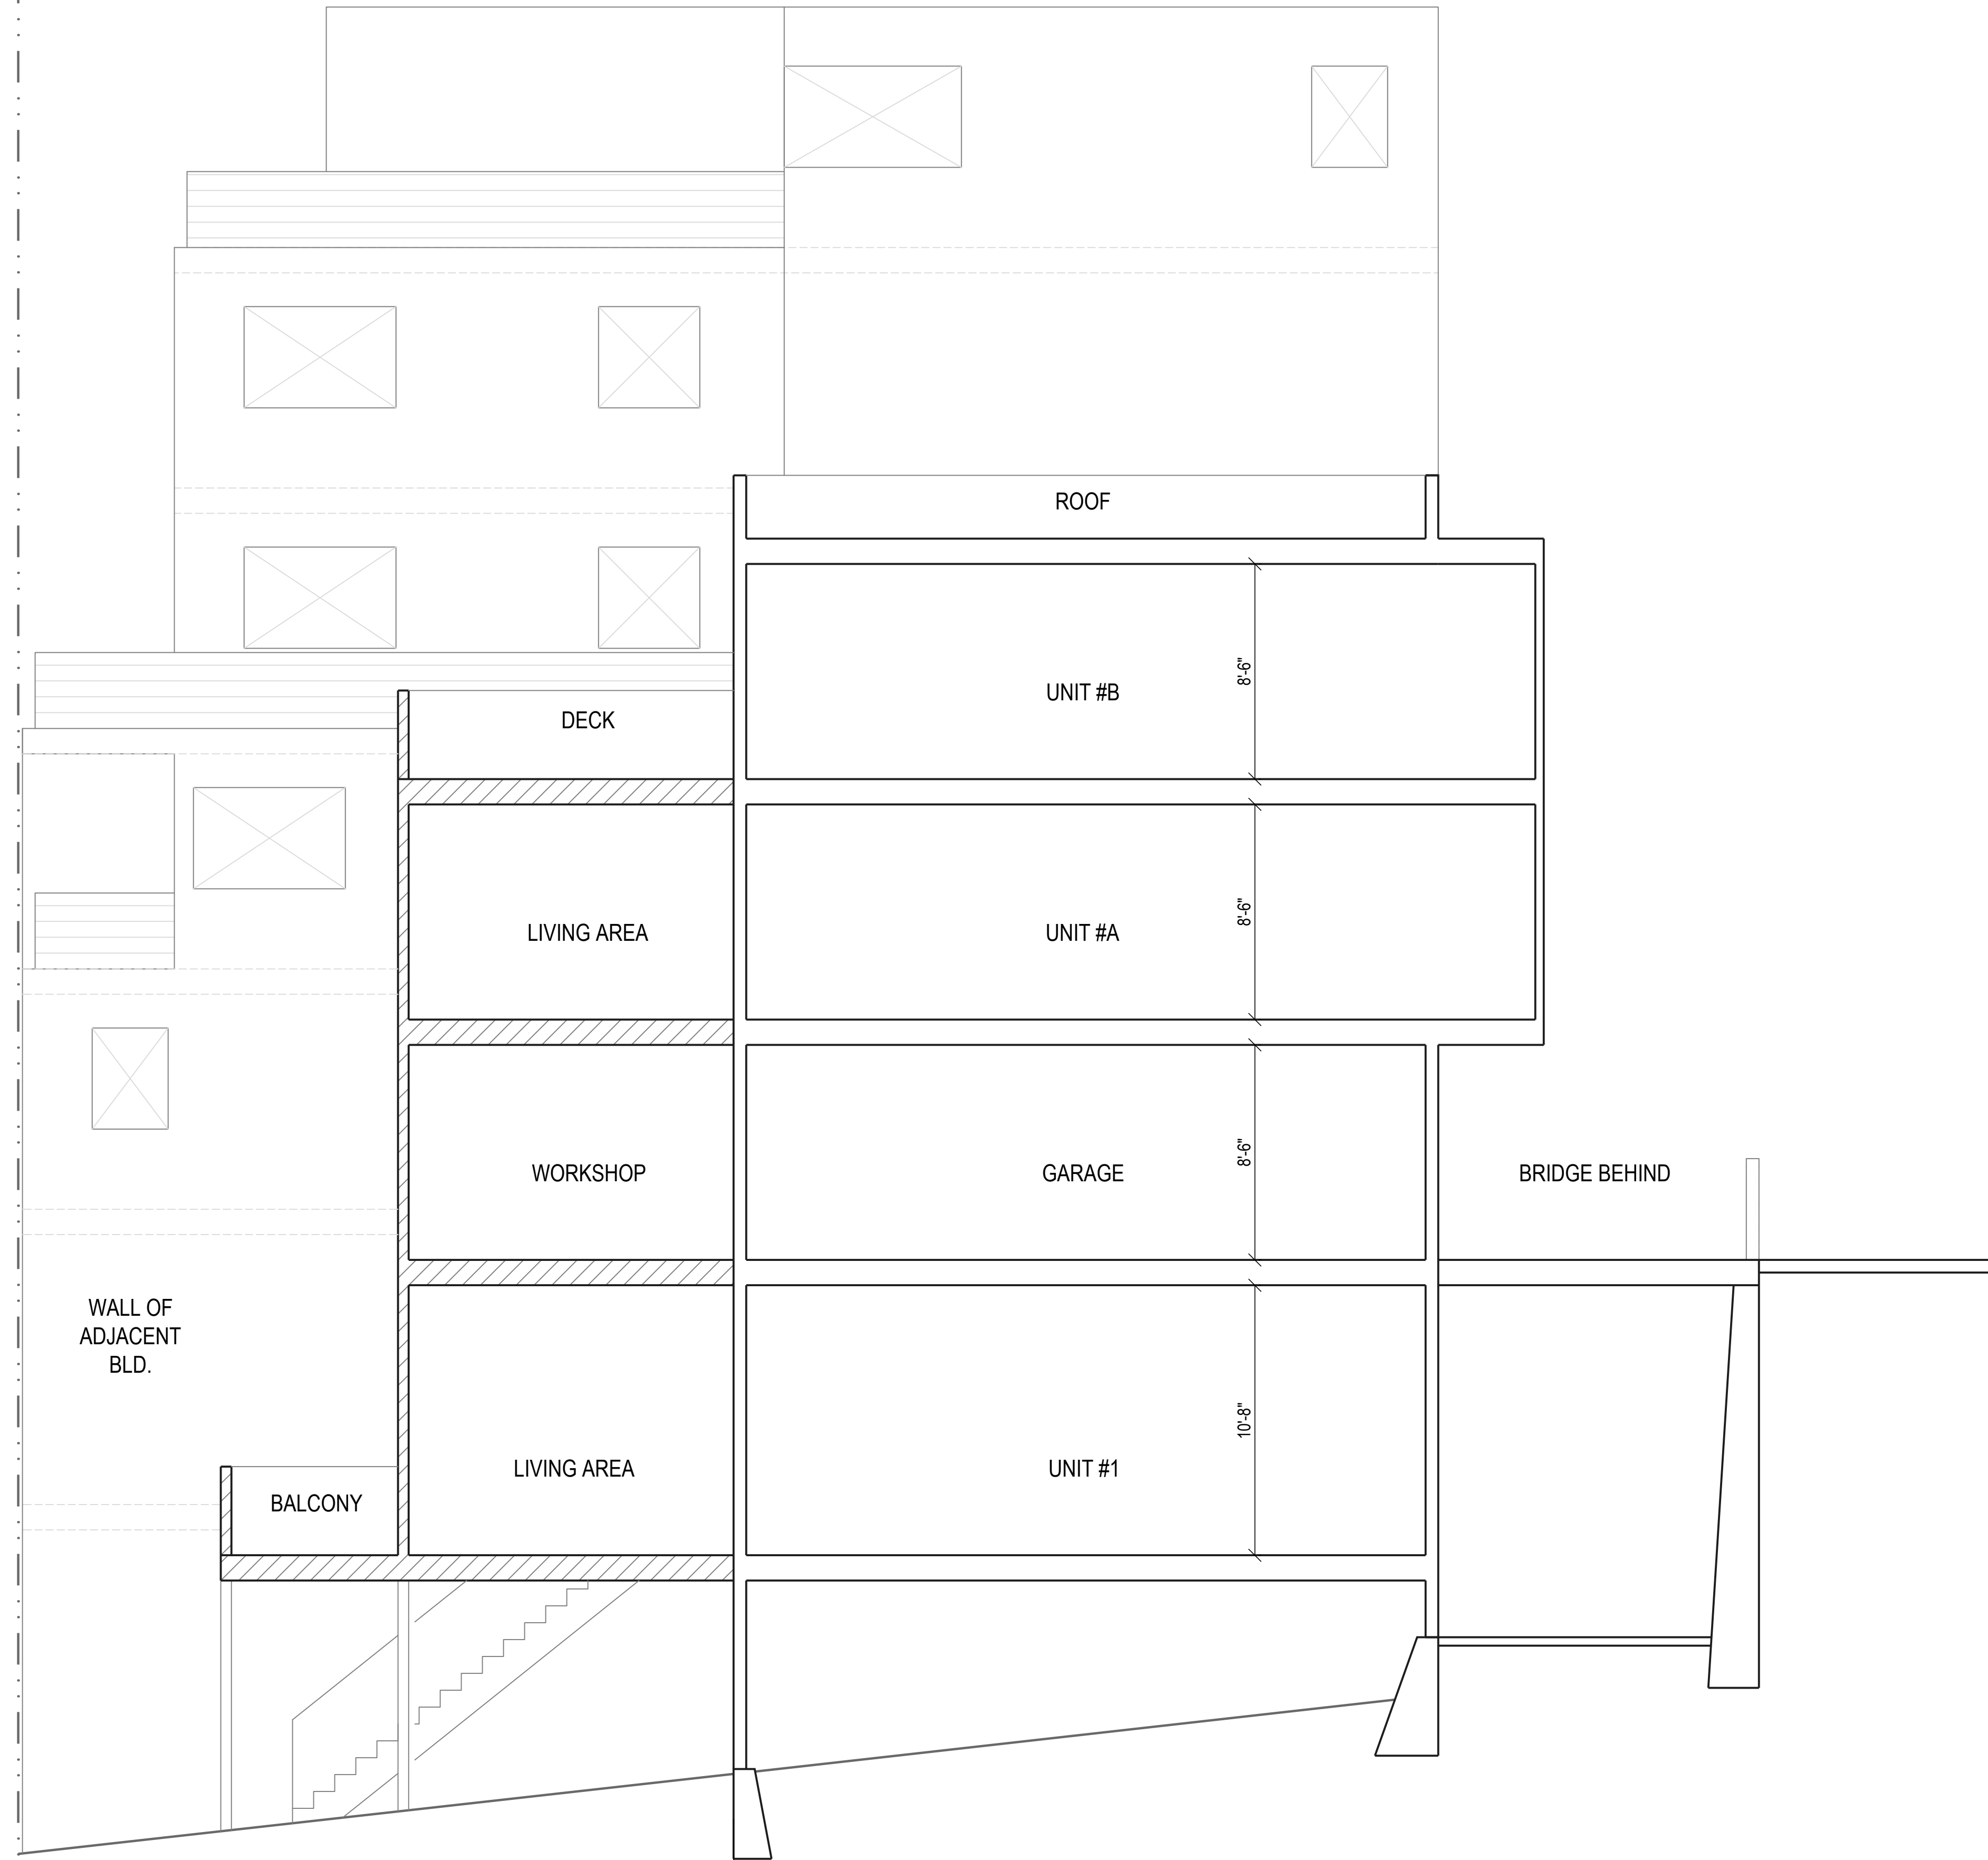 ROOF
UNIT #B
8'-6"
DECK
LIVING AREA
UNIT #A
8'-6"
WORKSHOP
GARAGE
8'-6"
BRIDGE BEHIND
WALL OF
ADJACENT
BLD.
10'-8"
LIVING AREA
UNIT #1
BALCONY